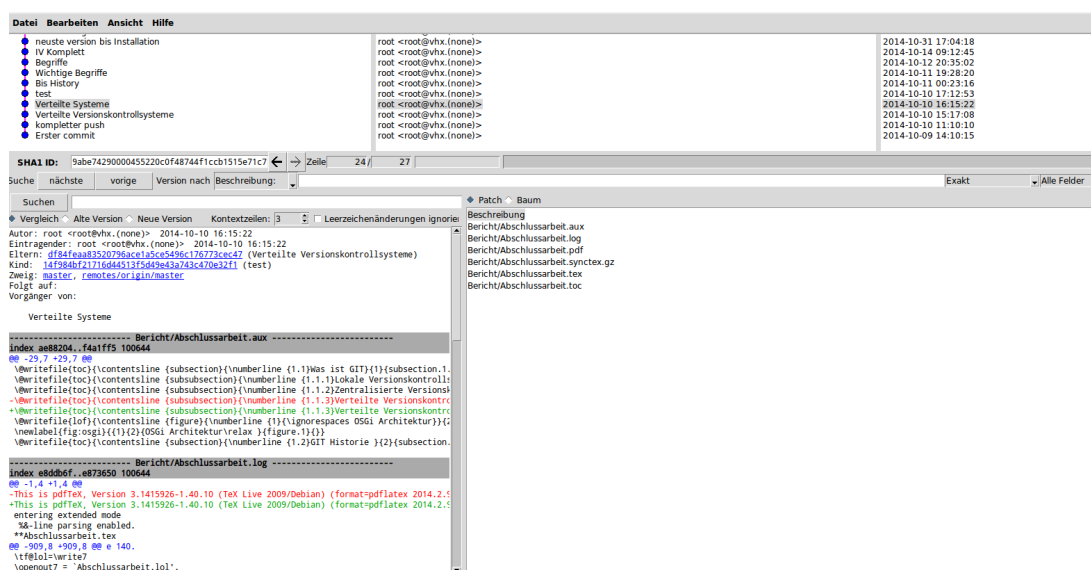 Datei Bearbeiten Ansicht Hilfe
neuste version bis Installation root <root@vhx.(none)> 2014-10-31 17:04:18
IV Komplett root <root@vhx.(none)> 2014-10-14 09:12:45
Begriffe root <root@vhx.(none)> 2014-10-12 20:35:02
Wichtige Begriffe root <root@vhx.(none)> 2014-10-11 19:28:20
Bis History root <root@vhx.(none)> 2014-10-11 00:23:16
test root <root@vhx.(none)> 2014-10-10 17:12:53
Verteilte Systeme root <root@vhx.(none)> 2014-10-10 16:15:22
Verteilte Versionskontrollsysteme root <root@vhx.(none)> 2014-10-10 15:17:08
kompletter push root <root@vhx.(none)> 2014-10-10 11:10:10
Erster commit root <root@vhx.(none)> 2014-10-09 14:10:15
SHA1 ID: 9abe74290000455220c0f48744f1ccb1515e71c7 Zeile 24 / 27
Suche nächste vorige Version nach Beschreibung: Exakt Alle Felder
Suchen
Patch Baum
Vergleich Alte Version Neue Version Kontextzeilen: 3 Leerzeichenänderungen ignorie
Autor: root <root@vhx.(none)> 2014-10-10 16:15:22
Eintragender: root <root@vhx.(none)> 2014-10-10 16:15:22
Eltern: df84feaa83520796ace1a5ce5496c176773cec47 (Verteilte Versionskontrollsysteme)
Kind: 14f984bf21716d44513f5d49e43a743c470e32f1 (test)
Zweig: master, remotes/origin/master
Folgt auf:
Vorgänger von:
Verteilte Systeme
------------------------ Bericht/Abschlussarbeit.aux ------------------------
index ae88204..f4a1ff5 100644
@@ -29,7 +29,7 @@
\@writefile{toc}{\contentsline {subsection}{\numberline {1.1}Was ist GIT}{1}{subsection.1.
\@writefile{toc}{\contentsline {subsubsection}{\numberline {1.1.1}Lokale Versionskontrolls
\@writefile{toc}{\contentsline {subsubsection}{\numberline {1.1.2}Zentralisierte Versionsk
-\@writefile{toc}{\contentsline {subsubsection}{\numberline {1.1.3}Verteilte Versionskontro
+\@writefile{toc}{\contentsline {subsubsection}{\numberline {1.1.3}Verteilte Versionskontro
\@writefile{lof}{\contentsline {figure}{\numberline {1}{\ignorespaces OSGi Architektur}}{2
\newlabel{fig:osgi}{{1}{2}{OSGi Architektur\relax }{figure.1}{}}
\@writefile{toc}{\contentsline {subsection}{\numberline {1.2}GIT Historie }{2}{subsection.
------------------------ Bericht/Abschlussarbeit.log ------------------------
index e8ddb6f..e873650 100644
@@ -1,4 +1,4 @@
-This is pdfTeX, Version 3.1415926-1.40.10 (TeX Live 2009/Debian) (format=pdflatex 2014.2.9
+This is pdfTeX, Version 3.1415926-1.40.10 (TeX Live 2009/Debian) (format=pdflatex 2014.2.9
entering extended mode
%&-line parsing enabled.
**Abschlussarbeit.tex
@@ -909,8 +909,8 @@ e 140.
\tf@lol=\write7
\openout7 = `Abschlussarbeit.lol'.
Beschreibung
Bericht/Abschlussarbeit.aux
Bericht/Abschlussarbeit.log
Bericht/Abschlussarbeit.pdf
Bericht/Abschlussarbeit.synctex.gz
Bericht/Abschlussarbeit.tex
Bericht/Abschlussarbeit.toc